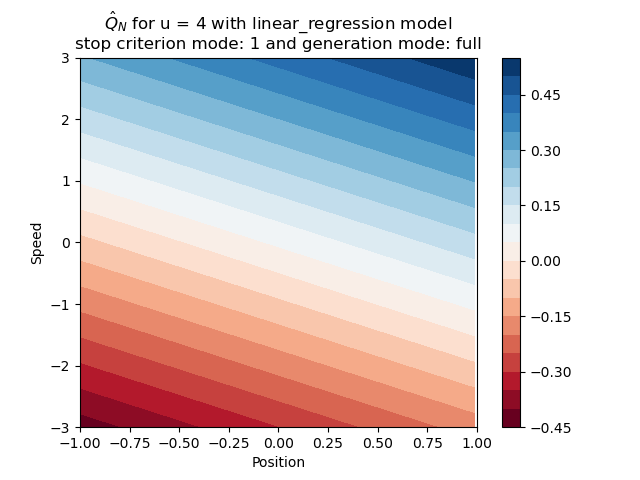 Q̂_N for u = 4 with linear_regression model
stop criterion mode: 1 and generation mode: full
3
2
1
0
−1
−2
−3
Speed
−1.00 −0.75 −0.50 −0.25 0.00 0.25 0.50 0.75 1.00
Position
0.45
0.30
0.15
0.00
−0.15
−0.30
−0.45